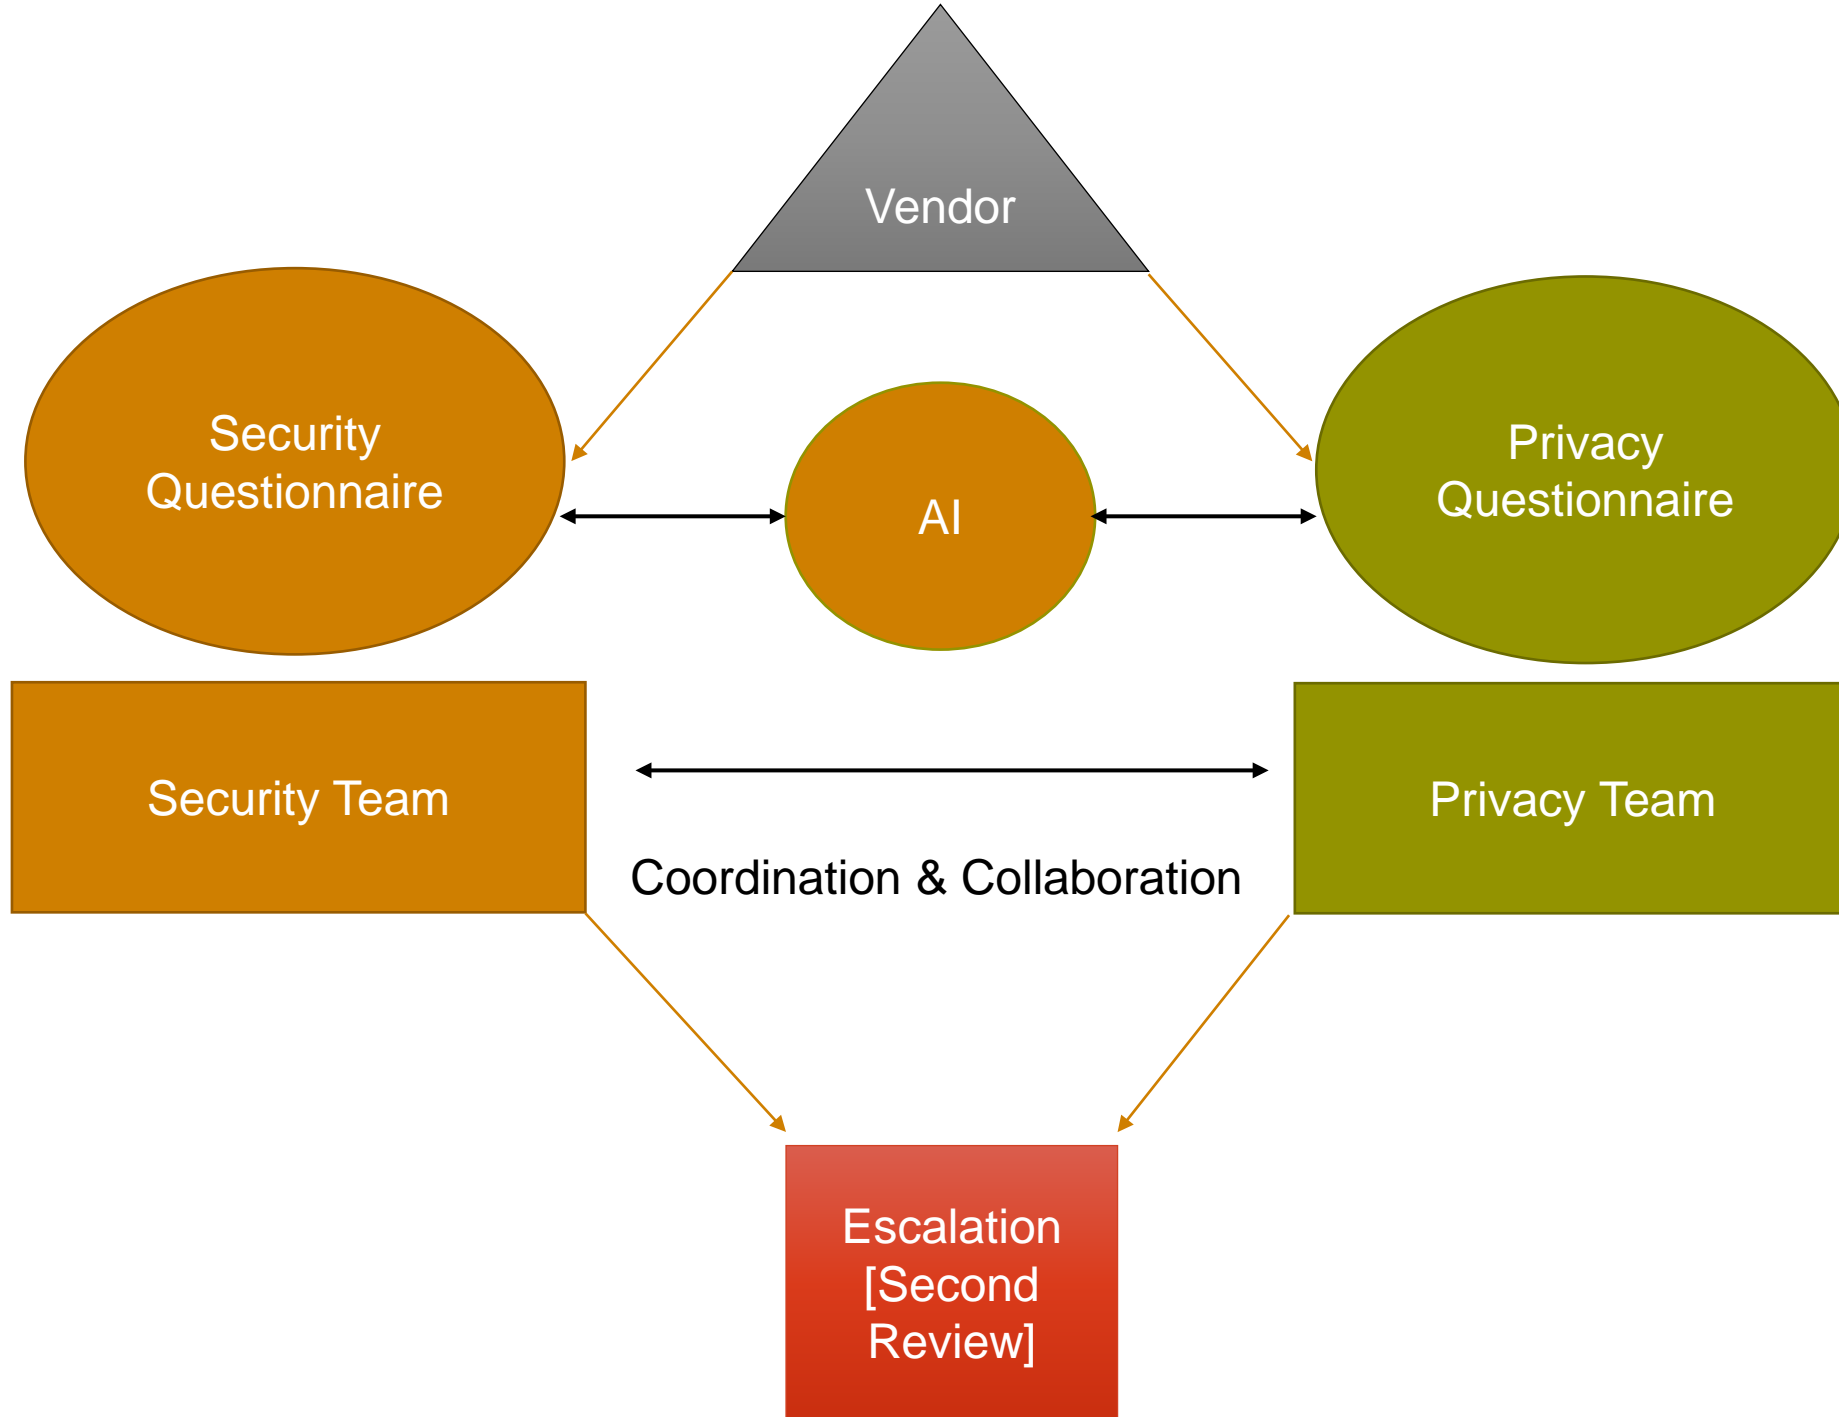 Vendor
Security
Questionnaire
AI
Privacy
Questionnaire
Security Team
Privacy Team
Coordination & Collaboration
Escalation
[Second
Review]